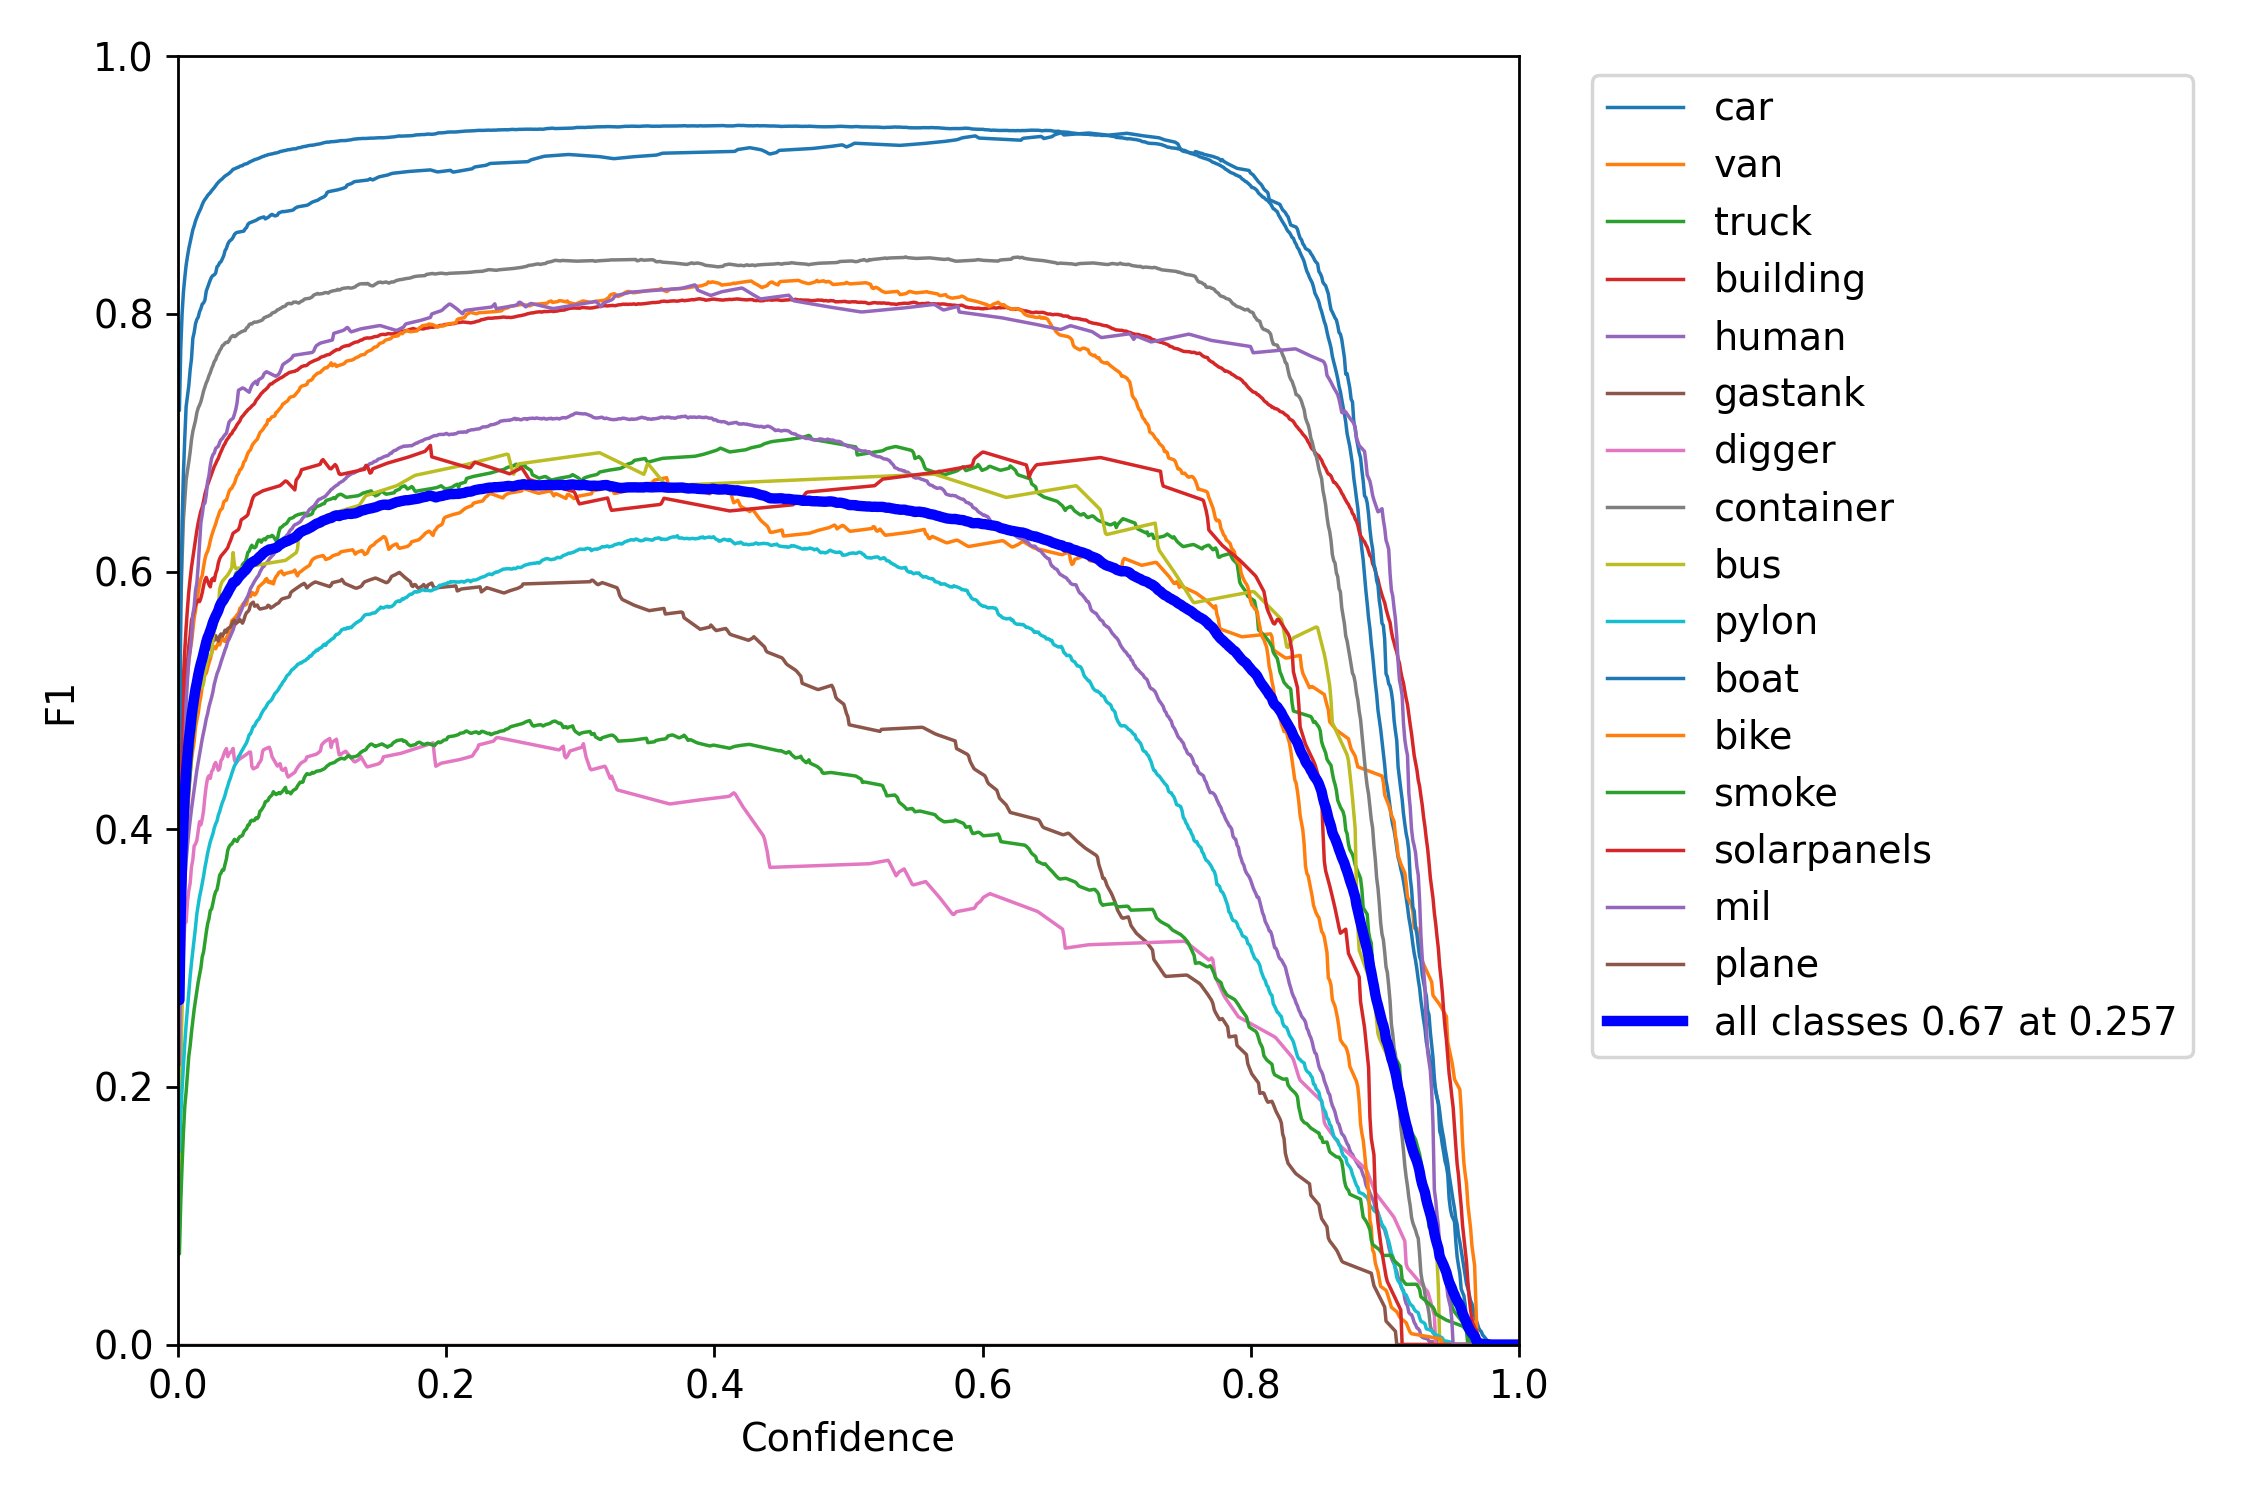 1.0
0.8
0.6
0.4
0.2
0.0
F1
0.0 0.2 0.4 0.6 0.8 1.0
Confidence
car
van
truck
building
human
gastank
digger
container
bus
pylon
boat
bike
smoke
solarpanels
mil
plane
all classes 0.67 at 0.257